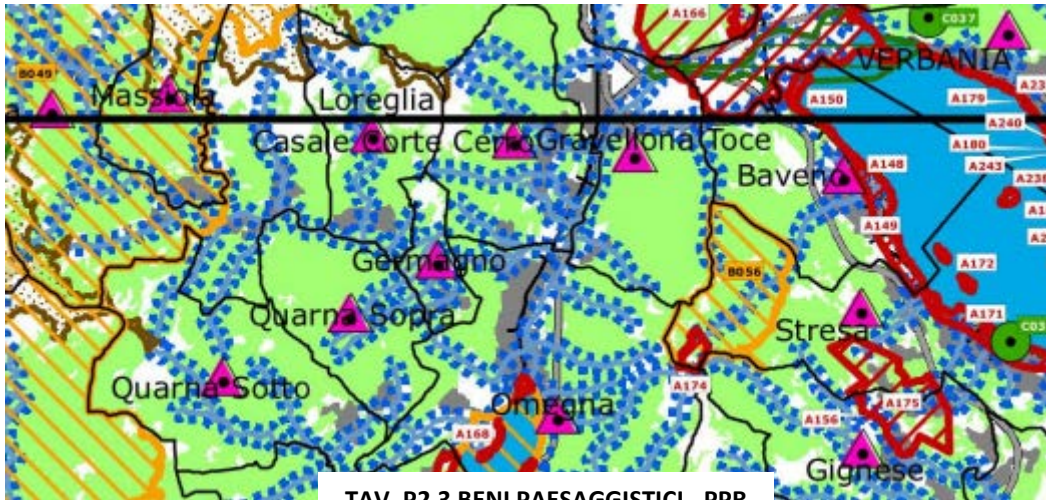 A166
C037
VERBANIA
B049
Massiola
Loreglia
A150
A179
A240
Casale Corte Cerro
Gravellona Toce
A180
A243
Baveno
A148
A238
A149
Germagno
B056
A172
Quarna Sopra
Stresa
A171
Quarna Sotto
A174
Omegna
A156
A175
A168
Gignese
TAV. P2.3 BENI PAESAGGISTICI - PPR